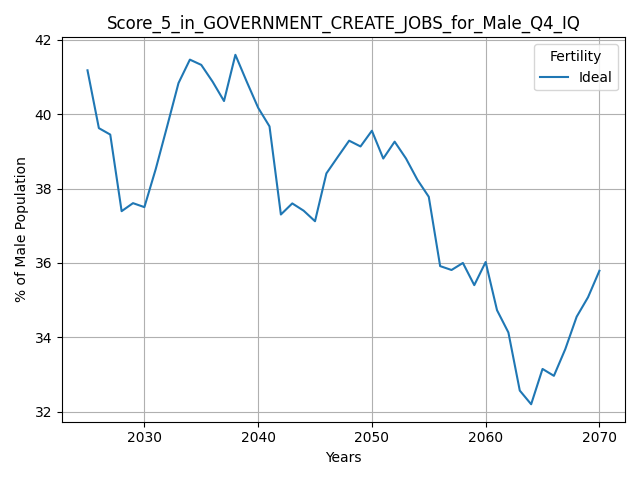 Score_5_in_GOVERNMENT_CREATE_JOBS_for_Male_Q4_IQ
Fertility
Ideal
% of Male Population
42
40
38
36
34
32
2030 2040 2050 2060 2070
Years